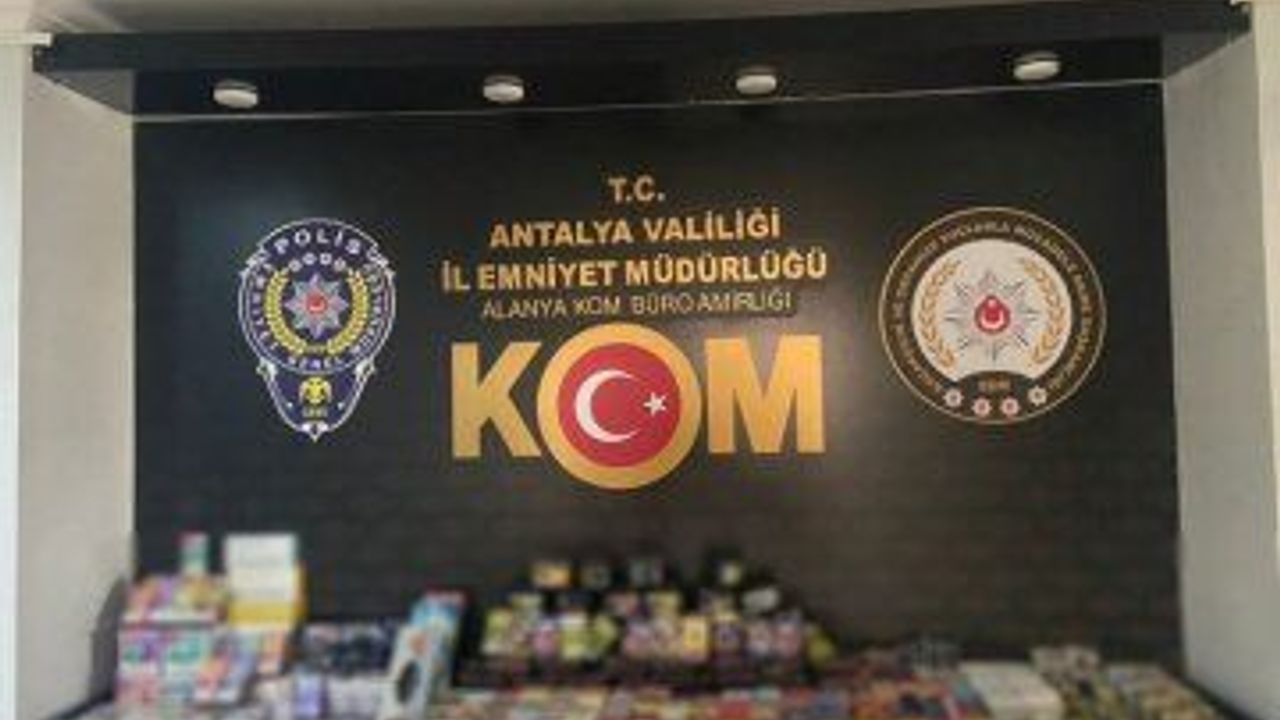 T.C.
ANTALYA VALİLİĞİ
İL EMNİYET MÜDÜRLÜĞÜ
ALANYA KOM BÜRO AMİRLİĞİ
KOM
POLİS